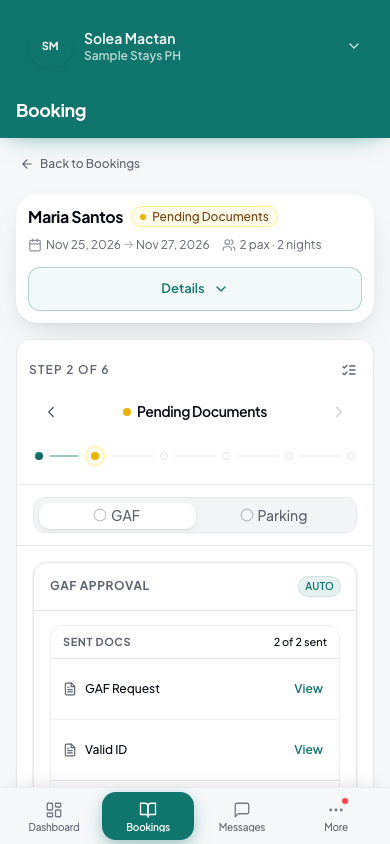 SM
Solea Mactan
Sample Stays PH
Booking
Back to Bookings
Maria Santos
Pending Documents
Nov 25, 2026 → Nov 27, 2026
2 pax · 2 nights
Details
STEP 2 OF 6
Pending Documents
GAF
Parking
GAF APPROVAL
AUTO
SENT DOCS
2 of 2 sent
GAF Request
View
Valid ID
View
Dashboard
Bookings
Messages
More